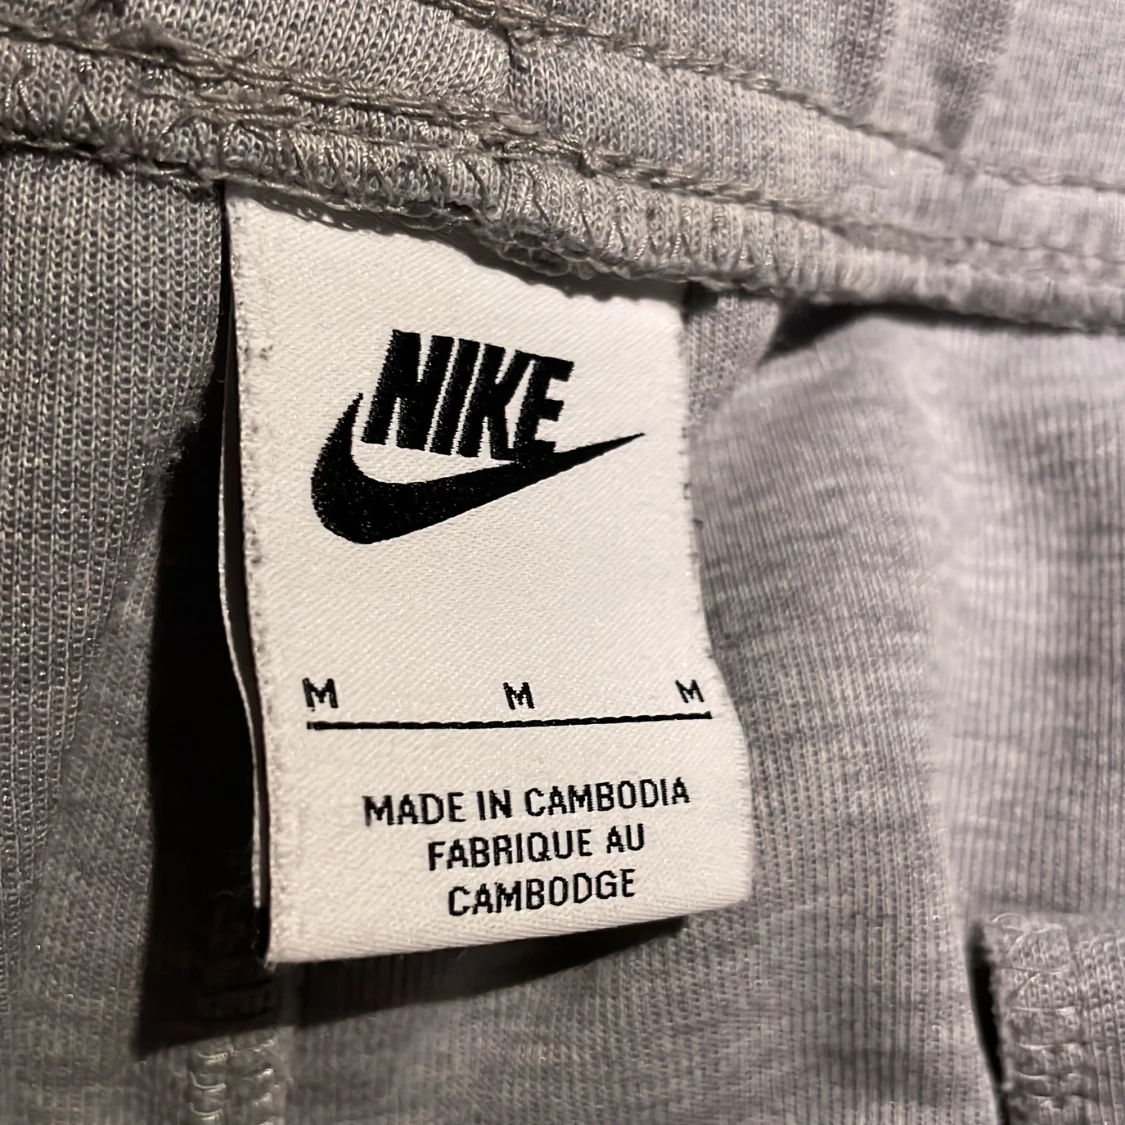 NIKE
M M M
MADE IN CAMBODIA
FABRIQUE AU
CAMBODGE